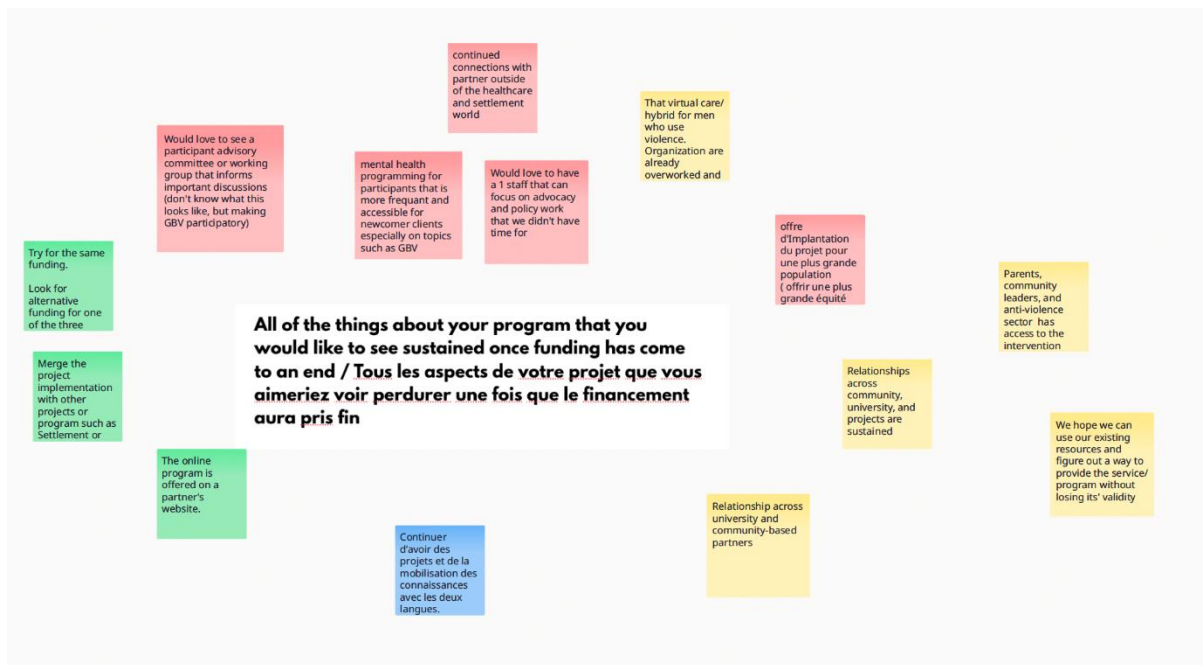 continued
connections with
partner outside
of the healthcare
and settlement
world
That virtual care/
hybrid for men
who use
violence.
Organization are
already
overworked and
Would love to see a
participant advisory
committee or working
group that informs
important discussions
(don't know what this
looks like, but making
GBV participatory)
mental health
programming for
participants that is
more frequent and
accessible for
newcomer clients
especially on topics
such as GBV
Would love to have
a 1 staff that can
focus on advocacy
and policy work
that we didn't have
time for
offre
d'Implantation
du projet pour
une plus grande
population
( offrir une plus
grande équité
Try for the same
funding.
Look for
alternative
funding for one
of the three
Parents,
community
leaders, and
anti-violence
sector has
access to the
intervention
All of the things about your program that you
would like to see sustained once funding has come
to an end / Tous les aspects de votre projet que vous
aimeriez voir perdurer une fois que le financement
aura pris fin
Merge the
project
implementation
with other
projects or
program such as
Settlement or
Relationships
across
community,
university, and
projects are
sustained
We hope we can
use our existing
resources and
figure out a way to
provide the service/
program without
losing its' validity
The online
program is
offered on a
partner's
website.
Relationship across
university and
community-based
partners
Continuer
d'avoir des
projets et de la
mobilisation des
connaissances
avec les deux
langues.